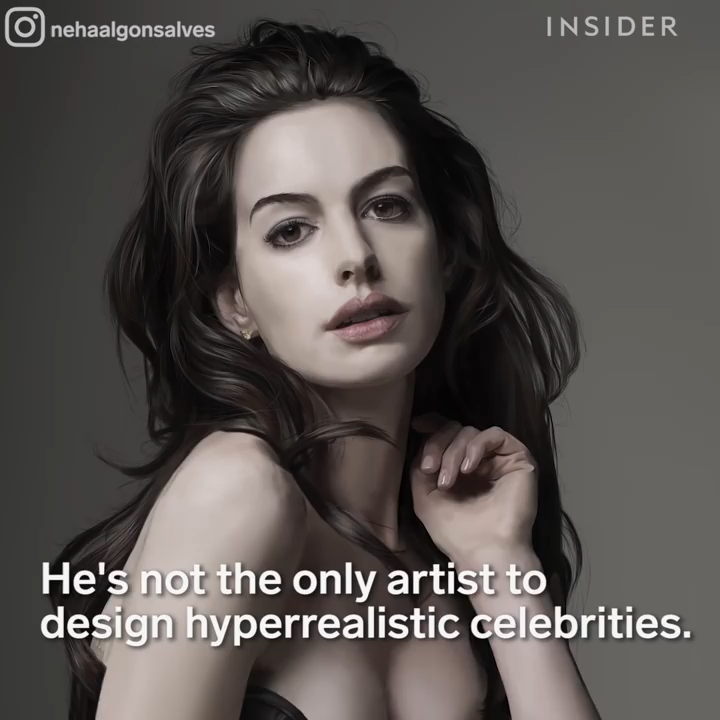 nehaalgonsalves
INSIDER
He's not the only artist to
design hyperrealistic celebrities.